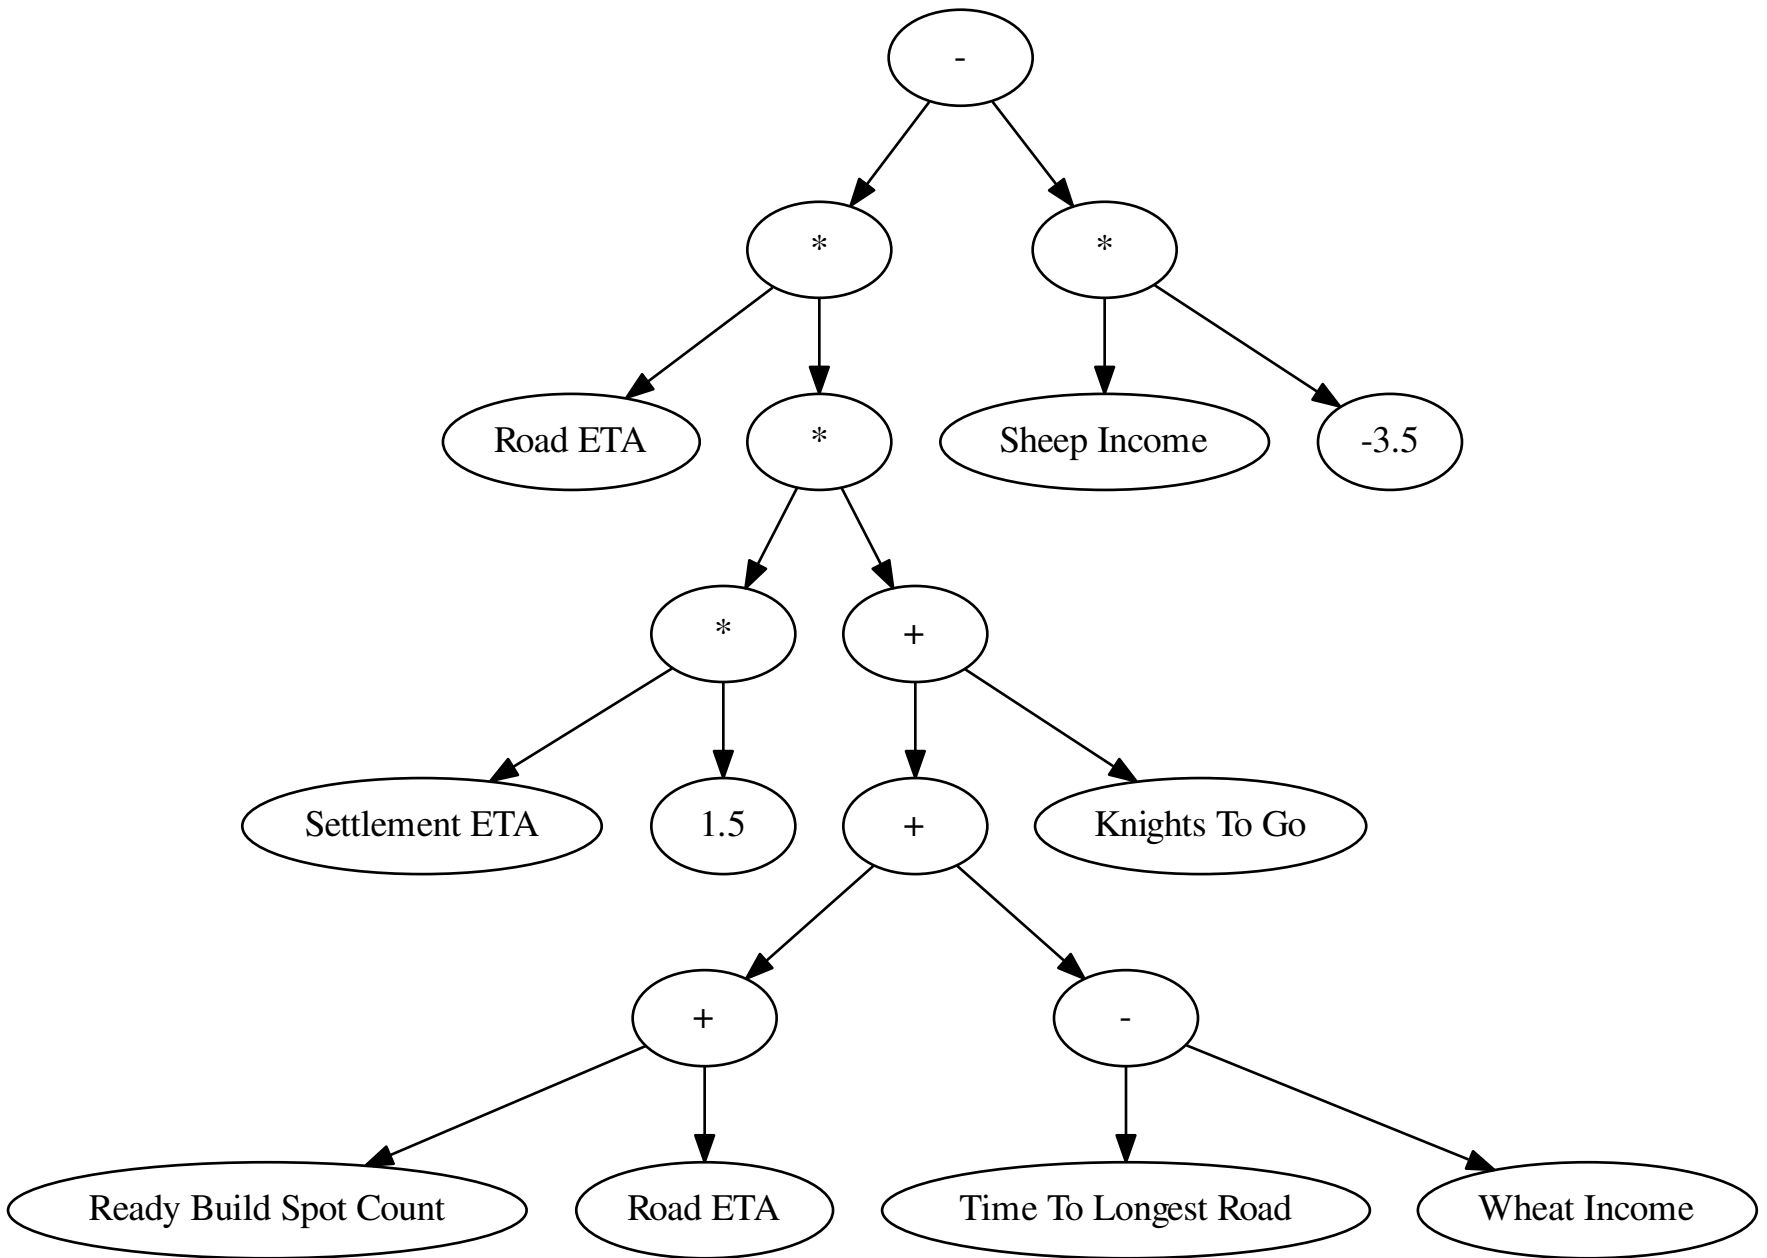 -
*
*
Road ETA
*
Sheep Income
-3.5
*
+
Settlement ETA
1.5
+
Knights To Go
+
-
Ready Build Spot Count
Road ETA
Time To Longest Road
Wheat Income